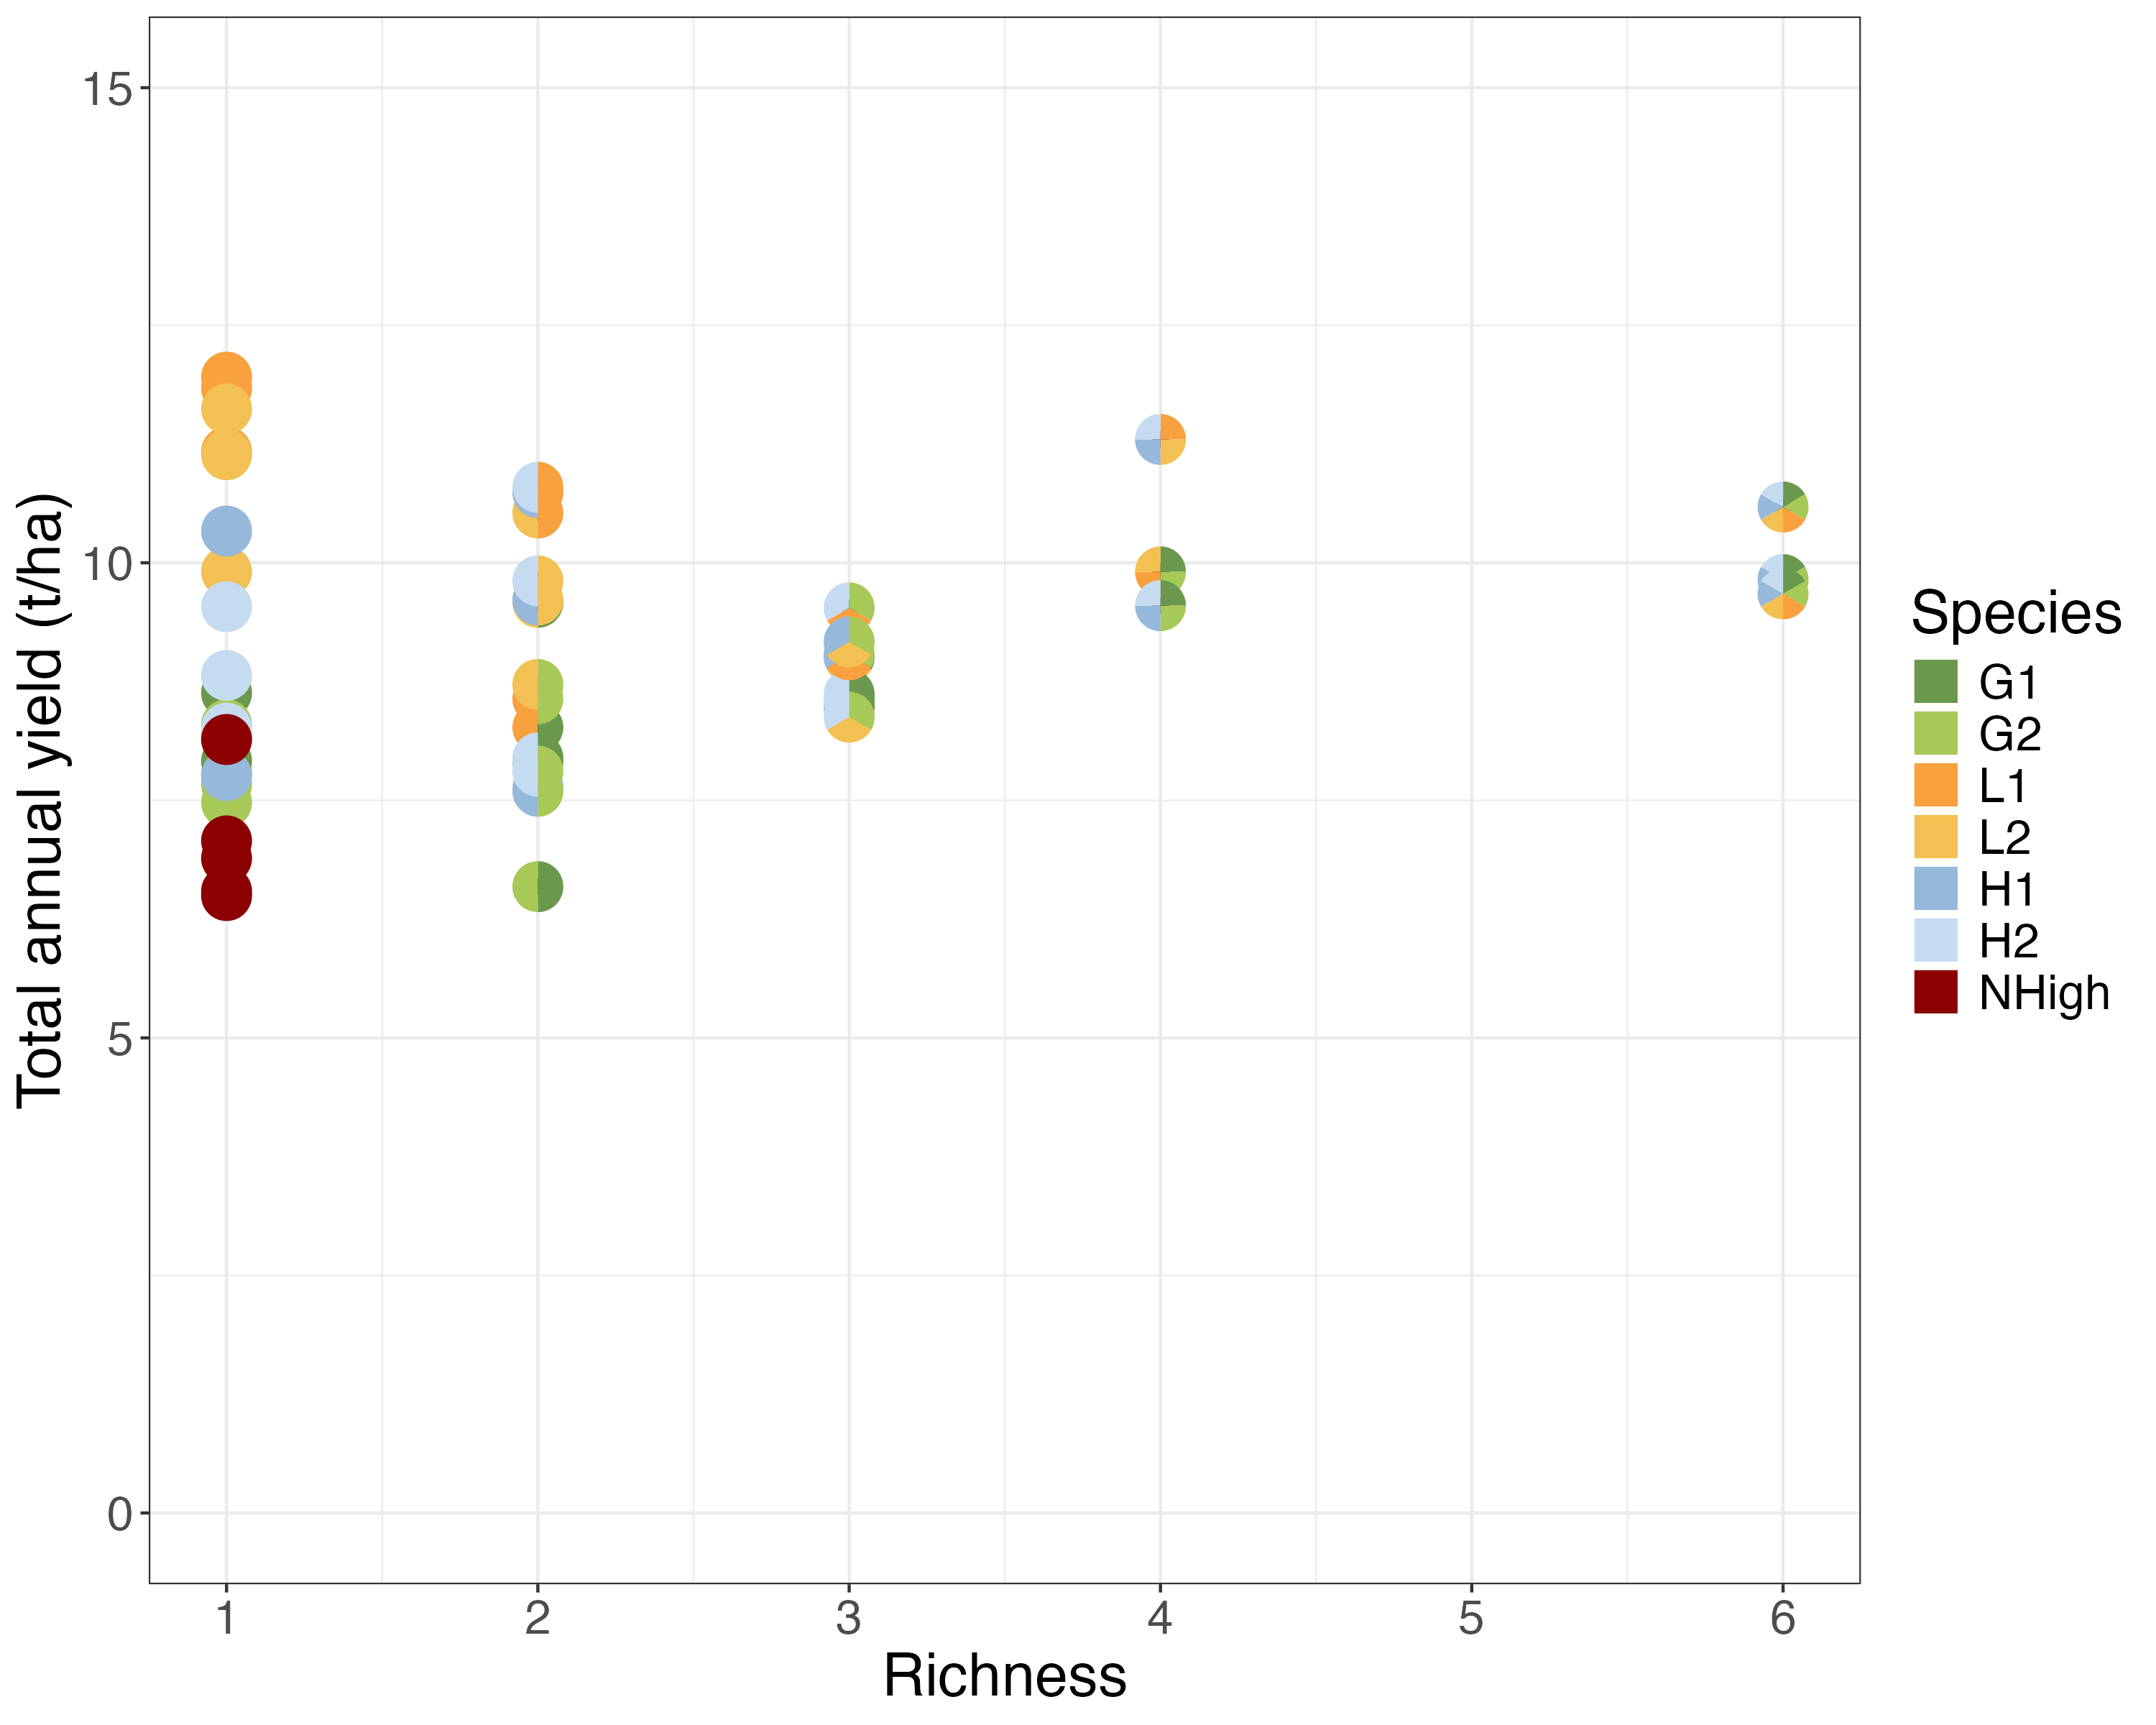 Total annual yield (t/ha)
15
10
5
0
1 2 3 4 5 6
Richness
Species
G1
G2
L1
L2
H1
H2
NHigh